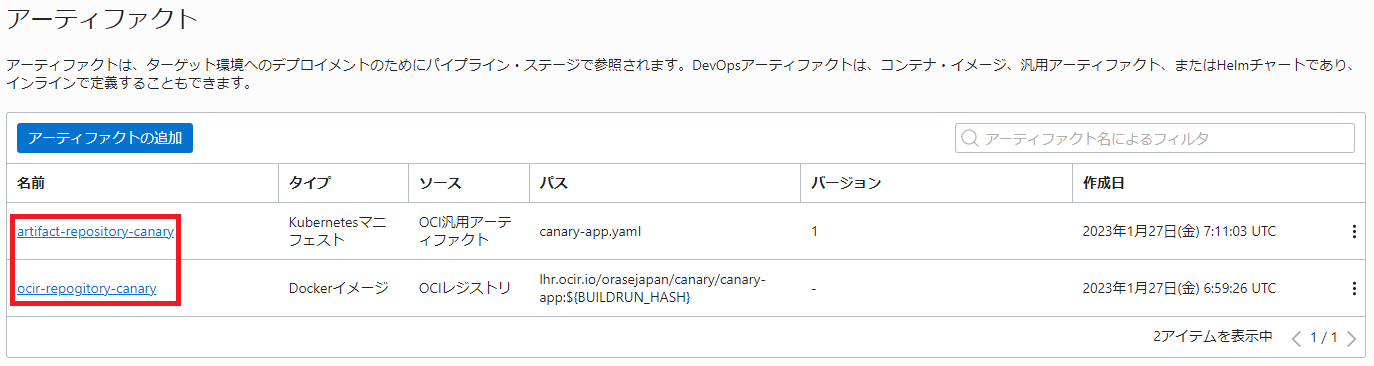 アーティファクト
アーティファクトは、ターゲット環境へのデプロイメントのためにパイプライン・ステージで参照されます。DevOpsアーティファクトは、コンテナ・イメージ、汎用アーティファクト、またはHelmチャートであり、
インラインで定義することもできます。
アーティファクトの追加
アーティファクト名によるフィルタ
名前 タイプ ソース パス バージョン 作成日
artifact-repository-canary Kubernetesマニ
フェスト OCI汎用アーテ
ィファクト canary-app.yaml 1 2023年1月27日(金) 7:11:03 UTC
ocir-repogitory-canary Dockerイメージ OCIレジストリ lhr.ocir.io/orasejapan/canary/canary-
app:${BUILDRUN_HASH} - 2023年1月27日(金) 6:59:26 UTC
2アイテムを表示中 1 / 1